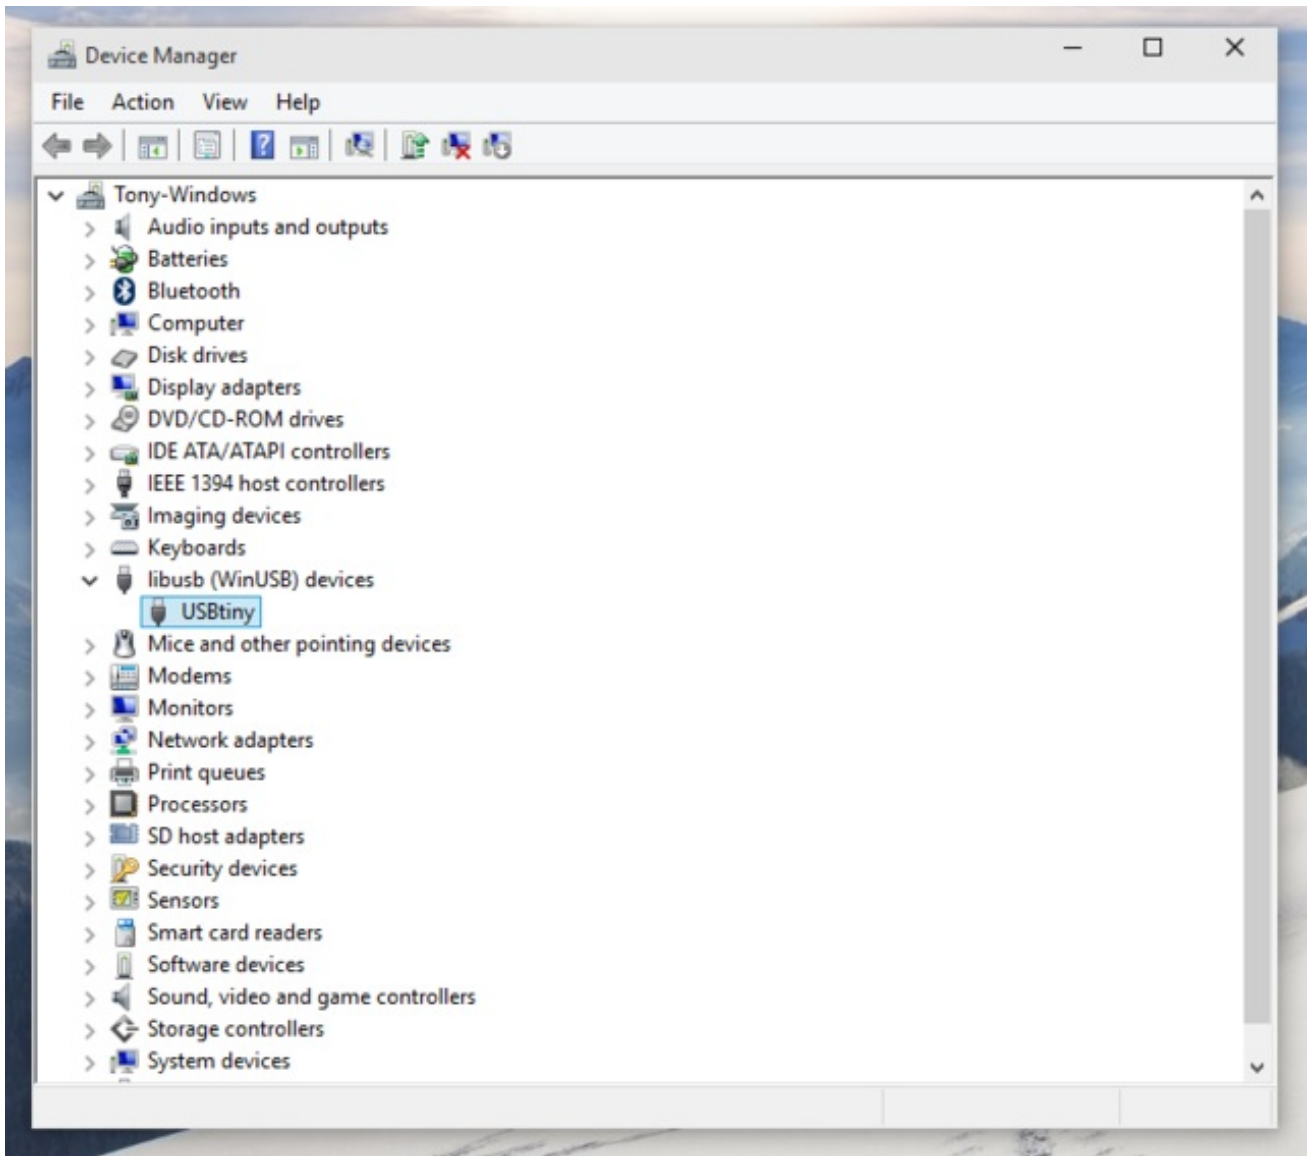 Device Manager
File Action View Help
Tony-Windows
Audio inputs and outputs
Batteries
Bluetooth
Computer
Disk drives
Display adapters
DVD/CD-ROM drives
IDE ATA/ATAPI controllers
IEEE 1394 host controllers
Imaging devices
Keyboards
libusb (WinUSB) devices
USBtiny
Mice and other pointing devices
Modems
Monitors
Network adapters
Print queues
Processors
SD host adapters
Security devices
Sensors
Smart card readers
Software devices
Sound, video and game controllers
Storage controllers
System devices